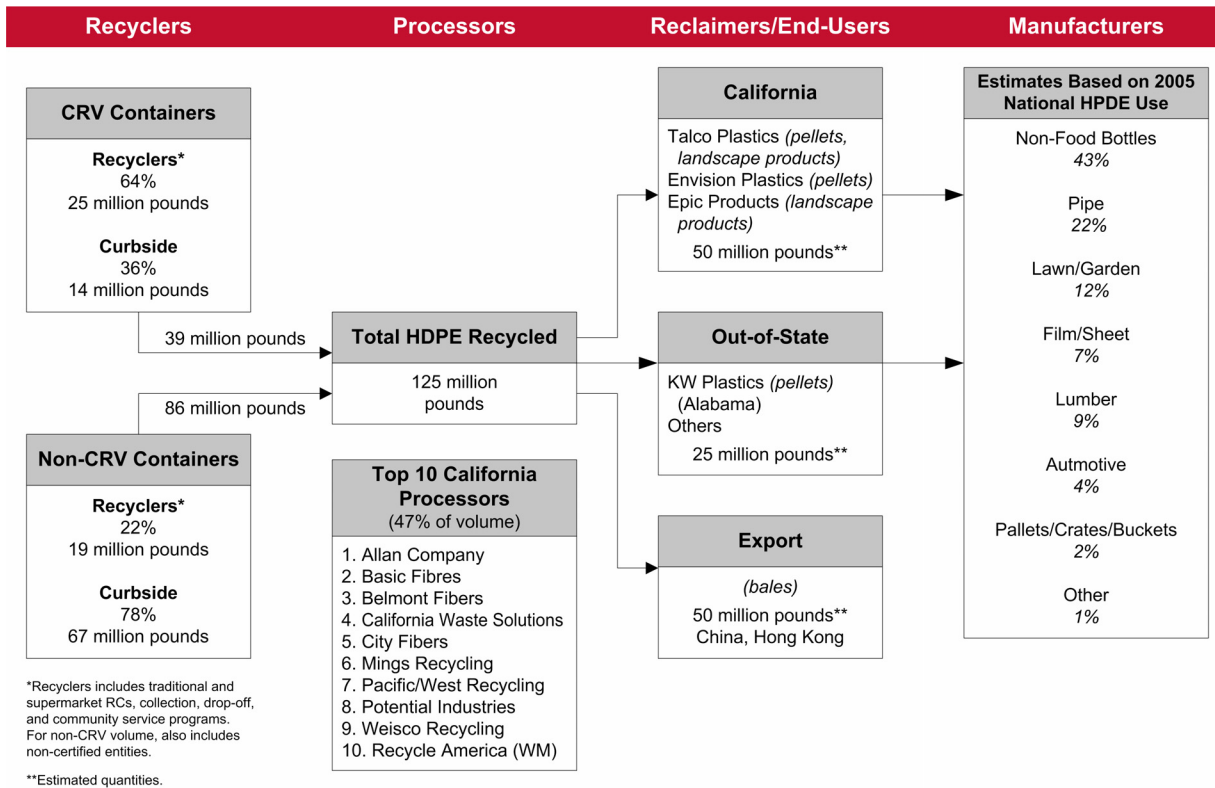 Recyclers
Processors
Reclaimers/End-Users
Manufacturers
CRV Containers
Recyclers*
64%
25 million pounds
Curbside
36%
14 million pounds
39 million pounds
86 million pounds
Non-CRV Containers
Recyclers*
22%
19 million pounds
Curbside
78%
67 million pounds
*Recyclers includes traditional and
supermarket RCs, collection, drop-off,
and community service programs.
For non-CRV volume, also includes
non-certified entities.
**Estimated quantities.
Total HDPE Recycled
125 million
pounds
Top 10 California
Processors
(47% of volume)
1. Allan Company
2. Basic Fibres
3. Belmont Fibers
4. California Waste Solutions
5. City Fibers
6. Mings Recycling
7. Pacific/West Recycling
8. Potential Industries
9. Weisco Recycling
10. Recycle America (WM)
California
Talco Plastics (pellets,
landscape products)
Envision Plastics (pellets)
Epic Products (landscape
products)
50 million pounds**
Out-of-State
KW Plastics (pellets)
(Alabama)
Others
25 million pounds**
Export
(bales)
50 million pounds**
China, Hong Kong
Estimates Based on 2005
National HPDE Use
Non-Food Bottles
43%
Pipe
22%
Lawn/Garden
12%
Film/Sheet
7%
Lumber
9%
Autmotive
4%
Pallets/Crates/Buckets
2%
Other
1%